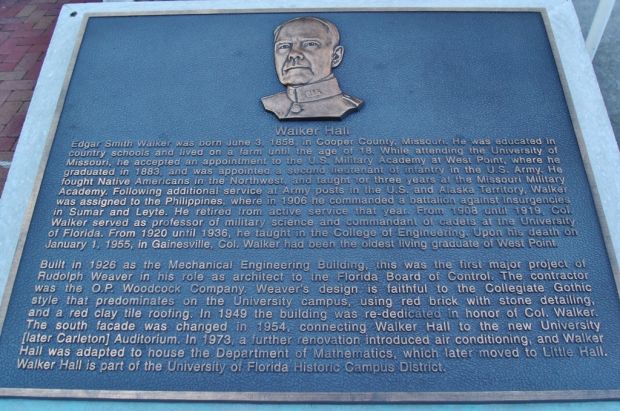 Walker Hall
Edgar Smith Walker was born June 3, 1858, in Cooper County, Missouri. He was educated in
country schools and lived on a farm until the age of 18. While attending the University of
Missouri, he accepted an appointment to the U.S. Military Academy at West Point, where he
graduated in 1883, and was appointed a second lieutenant of infantry in the U.S. Army. He
fought Native Americans in the Northwest, and taught for three years at the Missouri Military
Academy. Following additional service at Army posts in the U.S. and Alaska Territory, Walker
was assigned to the Philippines, where in 1906 he commanded a battalion against insurgencies
in Sumar and Leyte. He retired from active service that year. From 1908 until 1919, Col.
Walker served as professor of military science and commandant of cadets at the University
of Florida. From 1920 until 1936, he taught in the College of Engineering. Upon his death on
January 1, 1955, in Gainesville, Col. Walker had been the oldest living graduate of West Point.
Built in 1926 as the Mechanical Engineering Building, this was the first major project of
Rudolph Weaver in his role as architect to the Florida Board of Control. The contractor
was the O.P. Woodcock Company. Weaver's design is faithful to the Collegiate Gothic
style that predominates on the University campus, using red brick with stone detailing,
and a red clay tile roofing. In 1949 the building was re-dedicated in honor of Col. Walker.
The south facade was changed in 1954, connecting Walker Hall to the new University
[later Carleton] Auditorium. In 1973, a further renovation introduced air conditioning, and Walker
Hall was adapted to house the Department of Mathematics, which later moved to Little Hall.
Walker Hall is part of the University of Florida Historic Campus District.